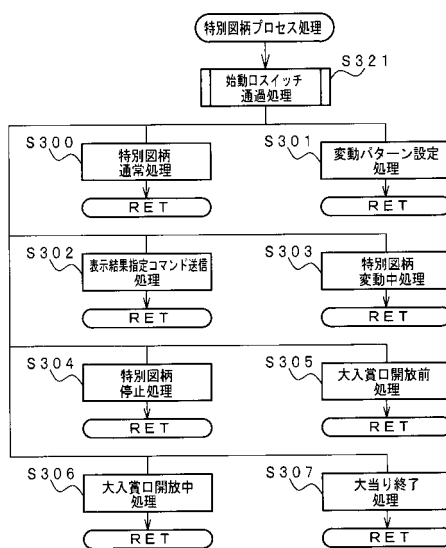 特別図柄プロセス処理
S321
始動口スイッチ
通過処理
S300
特別図柄
通常処理
RET
S301
変動パターン設定
処理
RET
S302
表示結果指定コマンド送信
処理
RET
S303
特別図柄
変動中処理
RET
S304
特別図柄
停止処理
RET
S305
大入賞口開放前
処理
RET
S306
大入賞口開放中
処理
RET
S307
大当り終了
処理
RET